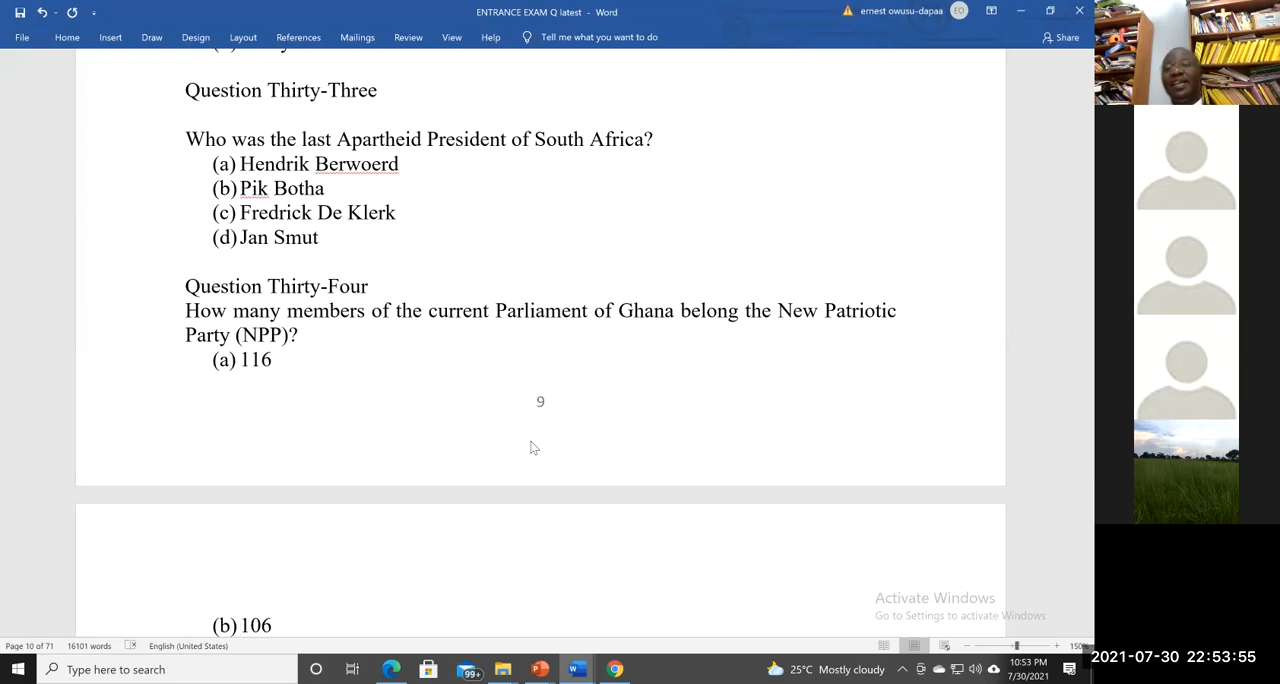 ENTRANCE EXAM Q latest - Word
ernest owusu-dapaa
EO
File Home Insert Draw Design Layout References Mailings Review View Help Tell me what you want to do
Share
Question Thirty-Three
Who was the last Apartheid President of South Africa?
(a) Hendrik Berwoerd
(b) Pik Botha
(c) Fredrick De Klerk
(d) Jan Smut
Question Thirty-Four
How many members of the current Parliament of Ghana belong the New Patriotic
Party (NPP)?
(a) 116
9
(b) 106
Activate Windows
Go to Settings to activate Windows.
Page 10 of 71 16101 words English (United States)
150%
Type here to search
99+
25°C Mostly cloudy
10:53 PM
7/30/2021
2021-07-30 22:53:55